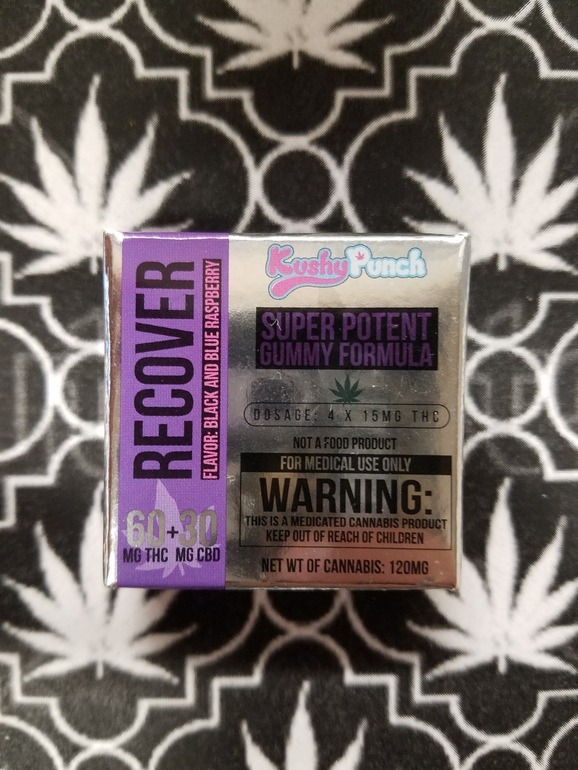 RECOVER
FLAVOR: BLACK AND BLUE RASPBERRY
60+30
MG THC MG CBD
KushyPunch
SUPER POTENT
GUMMY FORMULA
DOSAGE: 4 X 15MG THC
NOT A FOOD PRODUCT
FOR MEDICAL USE ONLY
WARNING:
THIS IS A MEDICATED CANNABIS PRODUCT
KEEP OUT OF REACH OF CHILDREN
NET WT OF CANNABIS: 120MG